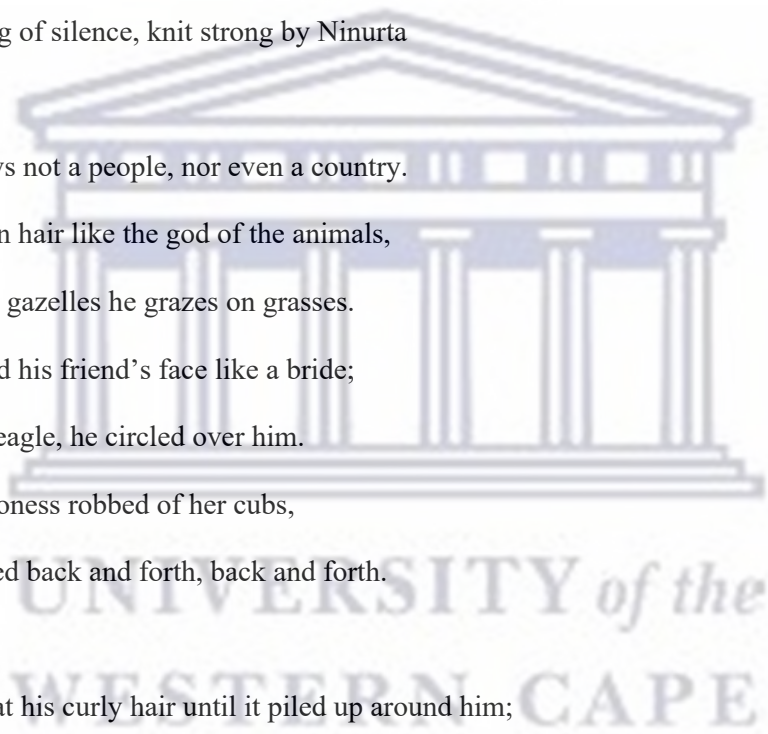 g of silence, knit strong by Ninurta
s not a people, nor even a country.
n hair like the god of the animals,
gazelles he grazes on grasses.
d his friend’s face like a bride;
eagle, he circled over him.
oness robbed of her cubs,
ed back and forth, back and forth.
UNIVERSITY of the
at his curly hair until it piled up around him;
WESTERN CAPE